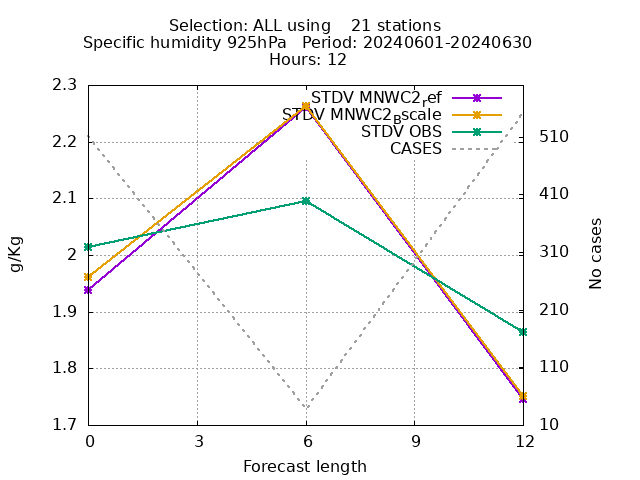 Selection: ALL using    21 stations
Specific humidity 925hPa   Period: 20240601-20240630
Hours: 12
STDV MNWC2ref
STDV MNWC2Bscale
STDV OBS
CASES
2.3
2.2
2.1
2
1.9
1.8
1.7
510
410
310
210
110
10
g/Kg
No cases
0 3 6 9 12
Forecast length